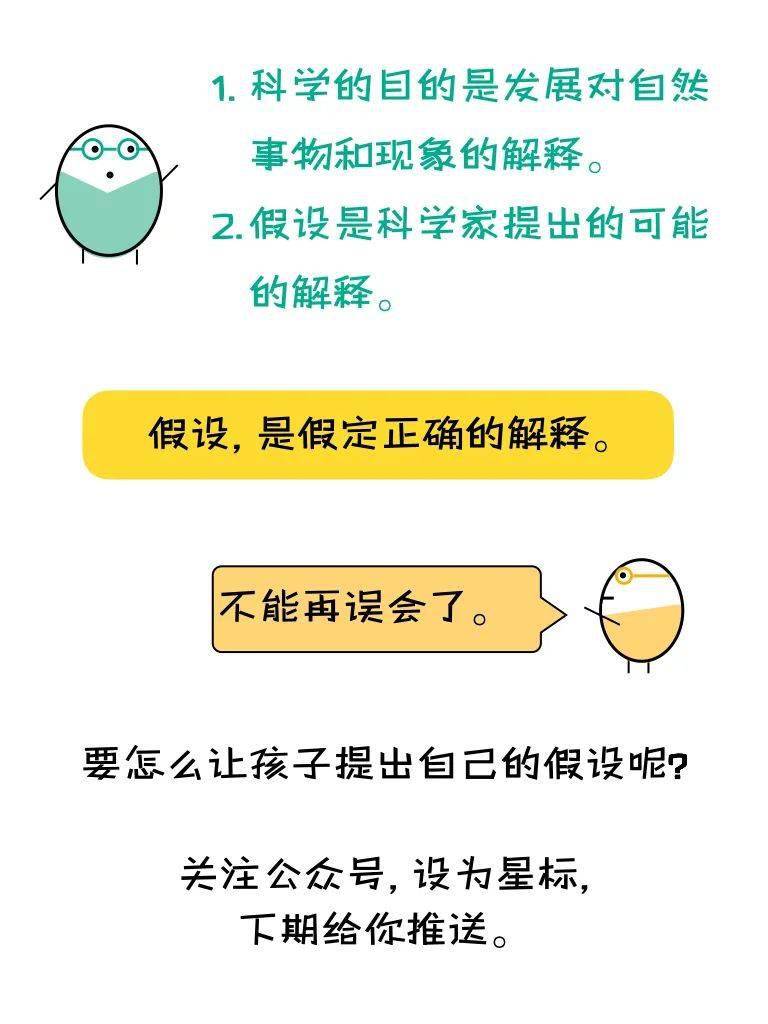 1. 科学的目的是发展对自然
事物和现象的解释。
2. 假设是科学家提出的可能
的解释。
假设, 是假定正确的解释。
不能再误会了。
要怎么让孩子提出自己的假设呢?
关注公众号, 设为星标,
下期给你推送。